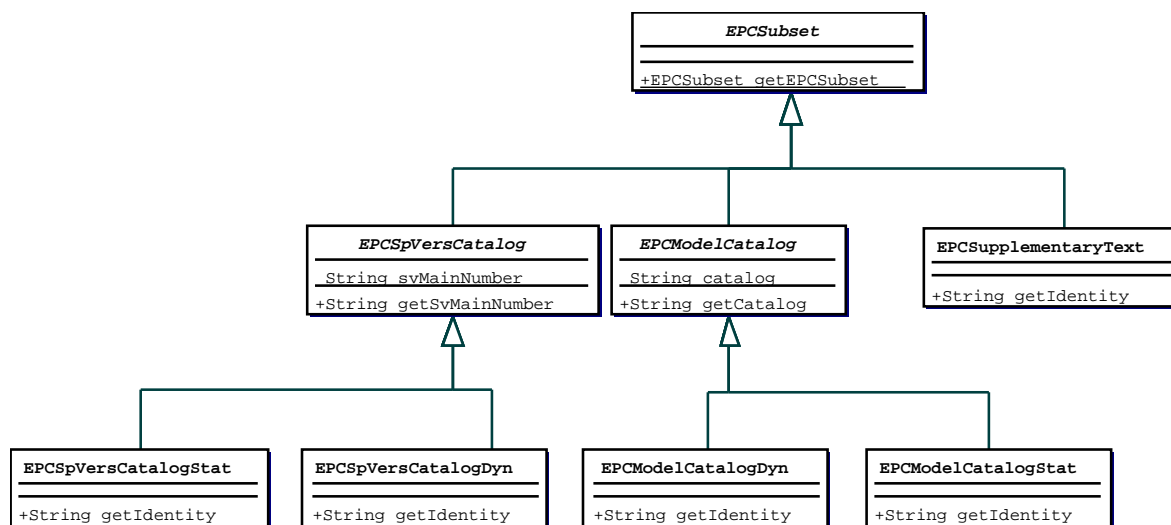 EPCSubset
+EPCSubset getEPCSubset
EPCSpVersCatalog
String svMainNumber
+String getSvMainNumber
EPCModelCatalog
String catalog
+String getCatalog
EPCSupplementaryText
+String getIdentity
EPCSpVersCatalogStat
+String getIdentity
EPCSpVersCatalogDyn
+String getIdentity
EPCModelCatalogDyn
+String getIdentity
EPCModelCatalogStat
+String getIdentity